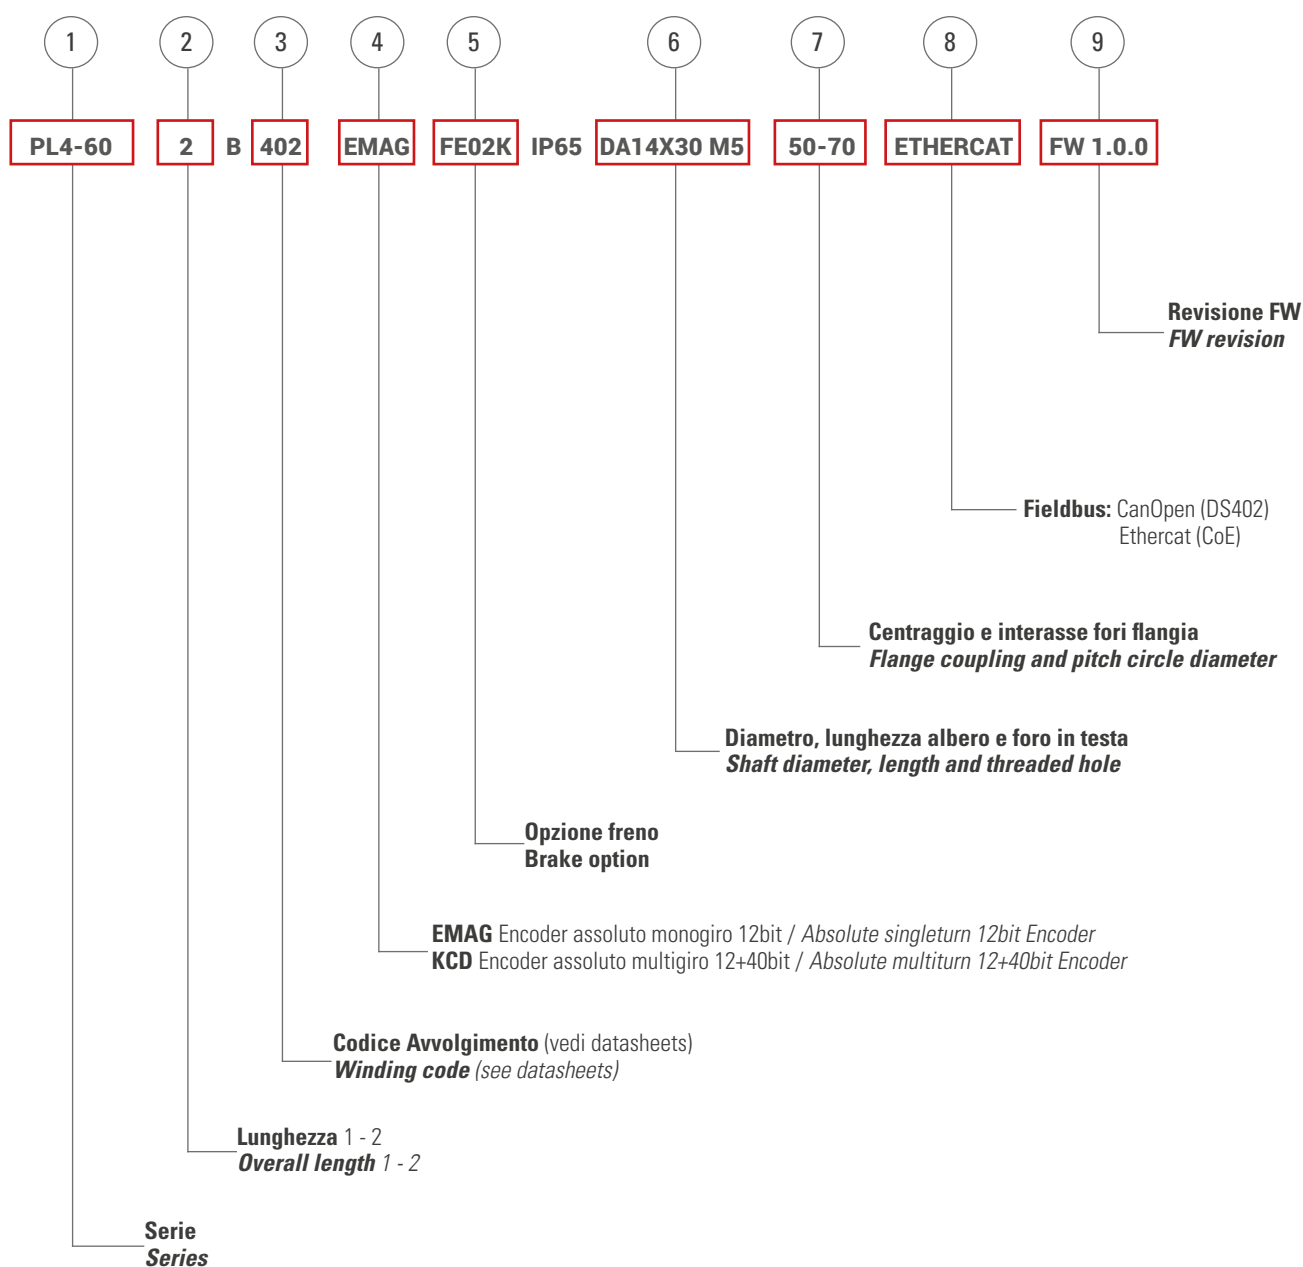 1 2 3 4 5 6 7 8 9
PL4-60 2 B 402 EMAG FE02K IP65 DA14X30 M5 50-70 ETHERCAT FW 1.0.0
Revisione FW
FW revision
Fieldbus: CanOpen (DS402)
Ethercat (CoE)
Centraggio e interasse fori flangia
Flange coupling and pitch circle diameter
Diametro, lunghezza albero e foro in testa
Shaft diameter, length and threaded hole
Opzione freno
Brake option
EMAG Encoder assoluto monogiro 12bit / Absolute singleturn 12bit Encoder
KCD Encoder assoluto multigiro 12+40bit / Absolute multiturn 12+40bit Encoder
Codice Avvolgimento (vedi datasheets)
Winding code (see datasheets)
Lunghezza 1 - 2
Overall length 1 - 2
Serie
Series